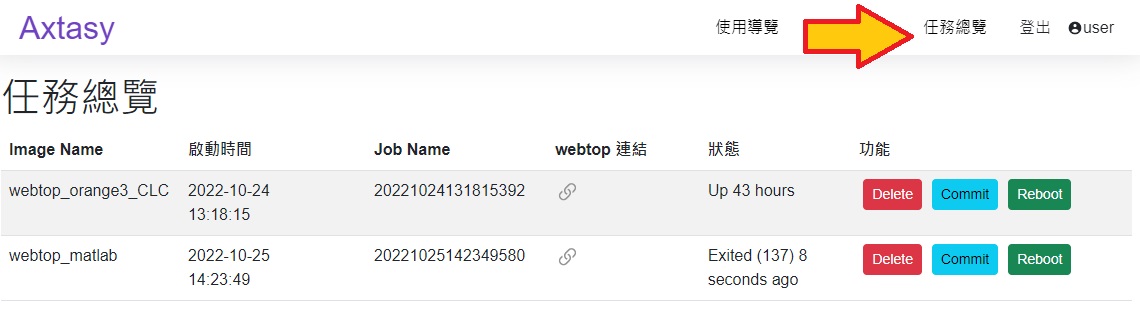 Axtasy 使用導覽 任務總覽 登出 user
任務總覽
Image Name 啟動時間 Job Name webtop 連結 狀態 功能
webtop_orange3_CLC 2022-10-24 20221024131815392 Up 43 hours Delete Commit Reboot
13:18:15
webtop_matlab 2022-10-25 20221025142349580 Exited (137) 8 Delete Commit Reboot
14:23:49 seconds ago